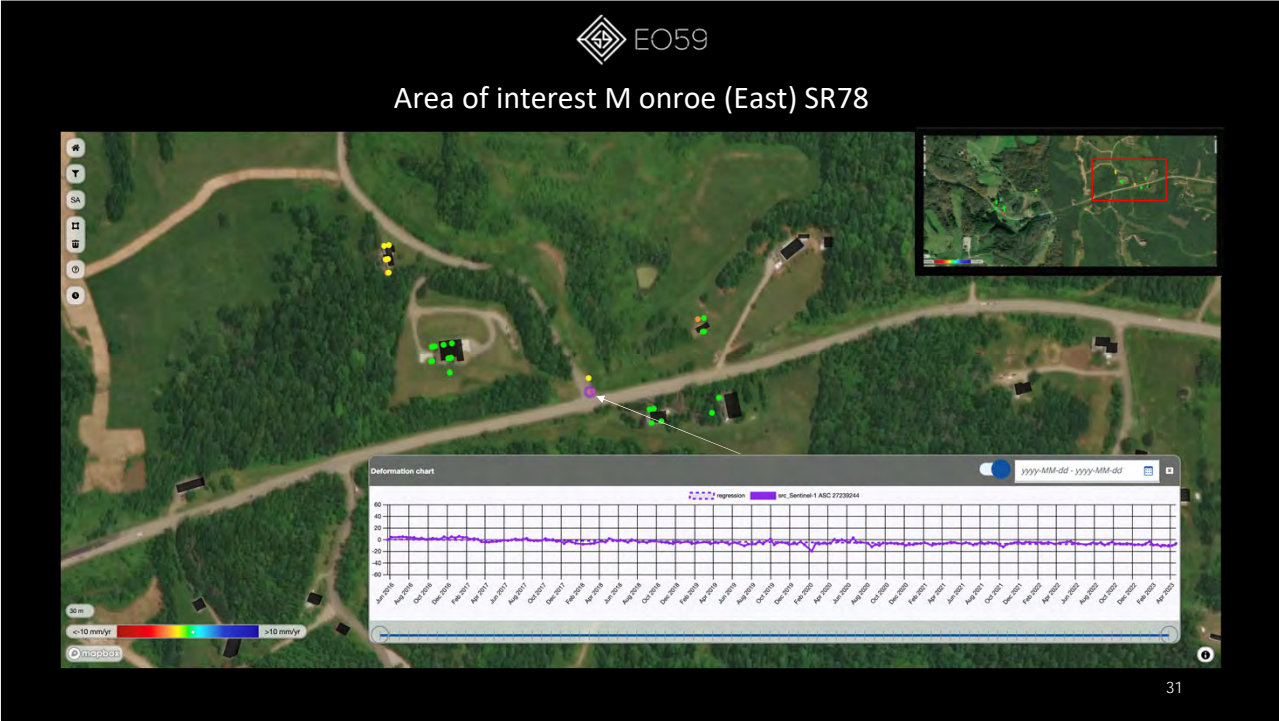 59 EO59
Area of interest M onroe (East) SR78
SA
Deformation chart
yyyy-MM-dd - yyyy-MM-dd
regression src_Sentinel-1 ASC 27239244
60
40
20
0
-20
-40
-60
Jun 2016 Aug 2016 Oct 2016 Dec 2016 Feb 2017 Apr 2017 Jun 2017 Aug 2017 Oct 2017 Dec 2017 Feb 2018 Apr 2018 Jun 2018 Aug 2018 Oct 2018 Dec 2018 Feb 2019 Apr 2019 Jun 2019 Aug 2019 Oct 2019 Dec 2019 Feb 2020 Apr 2020 Jun 2020 Aug 2020 Oct 2020 Dec 2020 Feb 2021 Apr 2021 Jun 2021 Aug 2021 Oct 2021 Dec 2021 Feb 2022 Apr 2022 Jun 2022 Aug 2022 Oct 2022 Dec 2022 Feb 2023 Apr 2023
30 m
<-10 mm/yr >10 mm/yr
mapbox
31